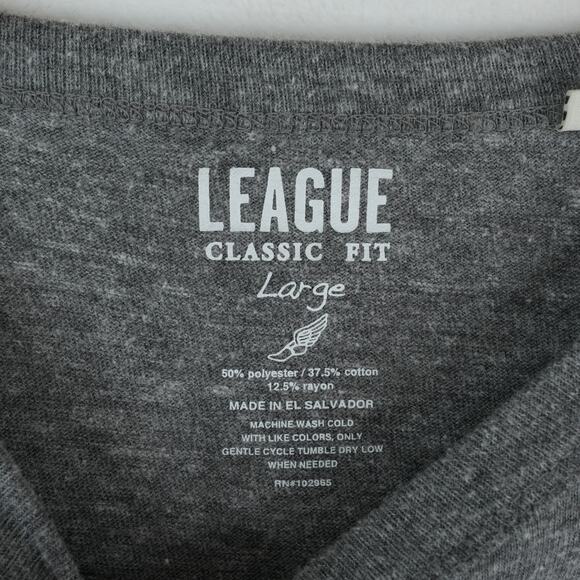 LEAGUE
CLASSIC FIT
Large
50% polyester / 37.5% cotton
12.5% rayon
MADE IN EL SALVADOR
MACHINE WASH COLD
WITH LIKE COLORS, ONLY
GENTLE CYCLE TUMBLE DRY LOW
WHEN NEEDED
RN#102965